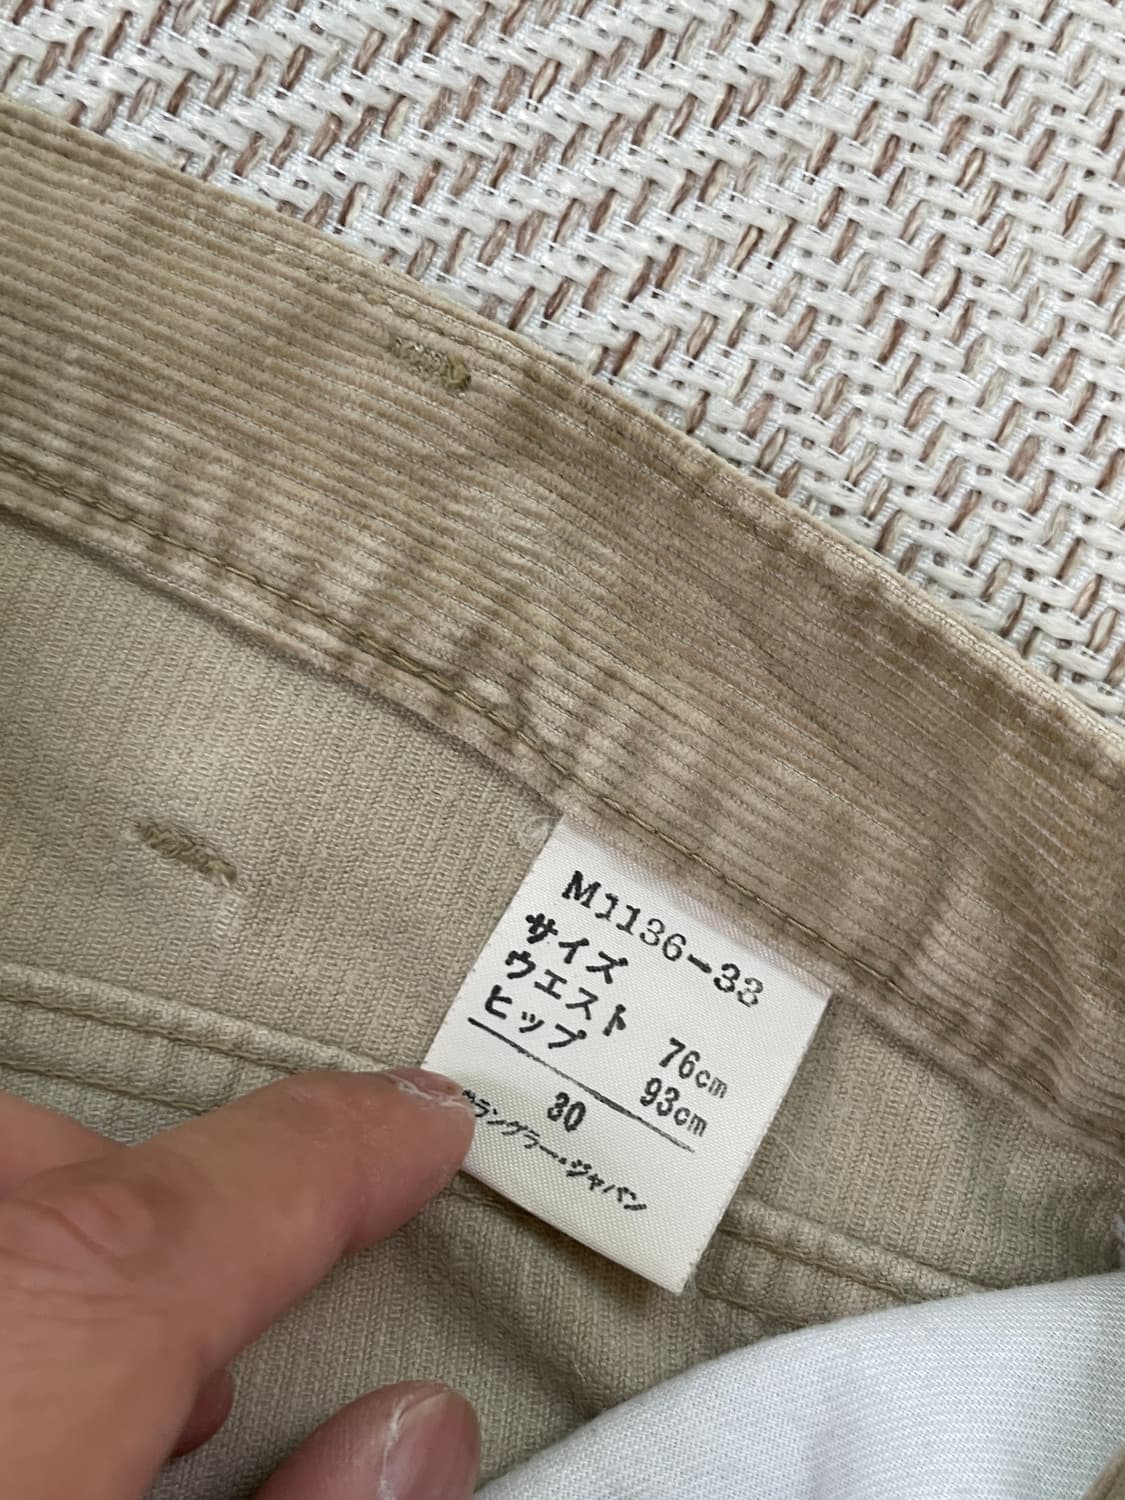 M1136-33
サイズ
ウエスト 76cm
ヒップ 93cm
30
ラングラー・ジャパン